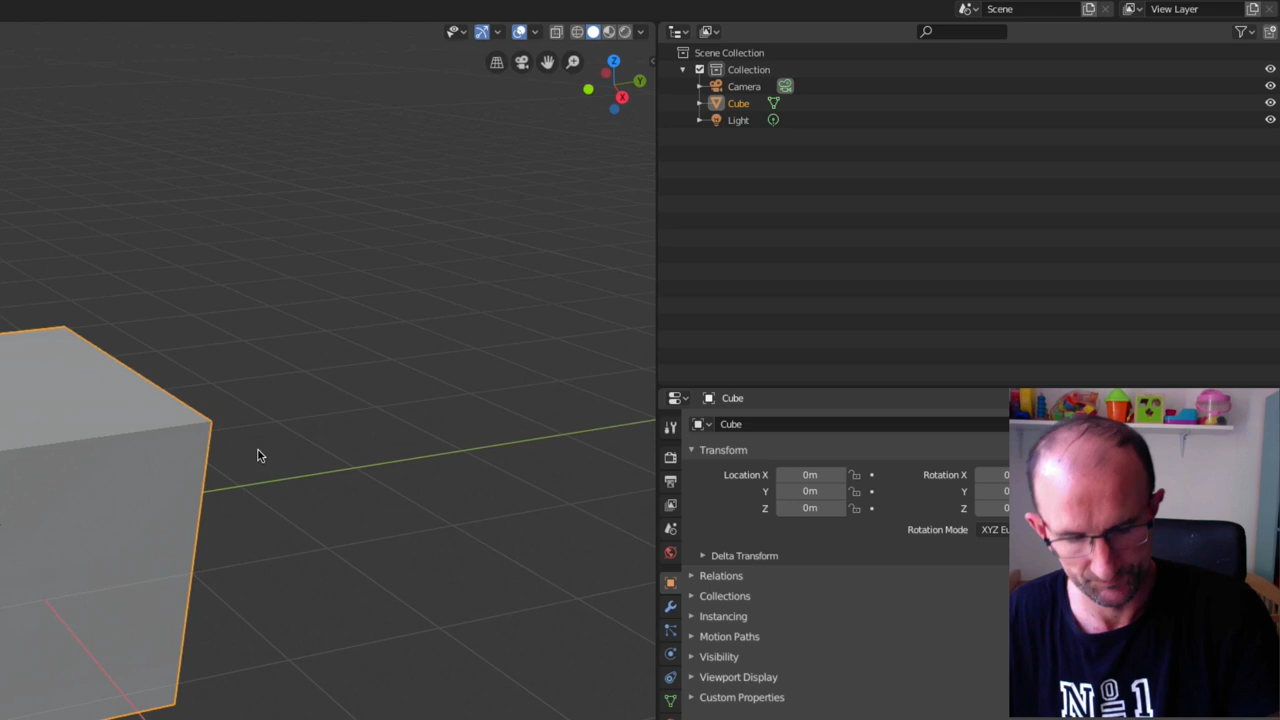 Scene
View Layer
Z
Y
X
Scene Collection
Collection
Camera
Cube
Light
Cube
Cube
Transform
Location X 0m Rotation X 0
Y 0m Y 0
Z 0m Z 0
Rotation Mode XYZ Eu
Delta Transform
Relations
Collections
Instancing
Motion Paths
Visibility
Viewport Display
Custom Properties
Nº1